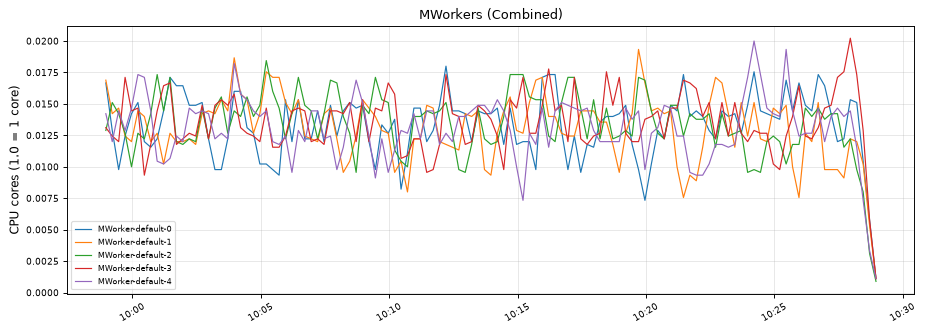 MWorkers (Combined)
CPU cores (1.0 = 1 core)
0.0200
0.0175
0.0150
0.0125
0.0100
0.0075
0.0050
0.0025
0.0000
MWorker-default-0
MWorker-default-1
MWorker-default-2
MWorker-default-3
MWorker-default-4
10:00
10:05
10:10
10:15
10:20
10:25
10:30